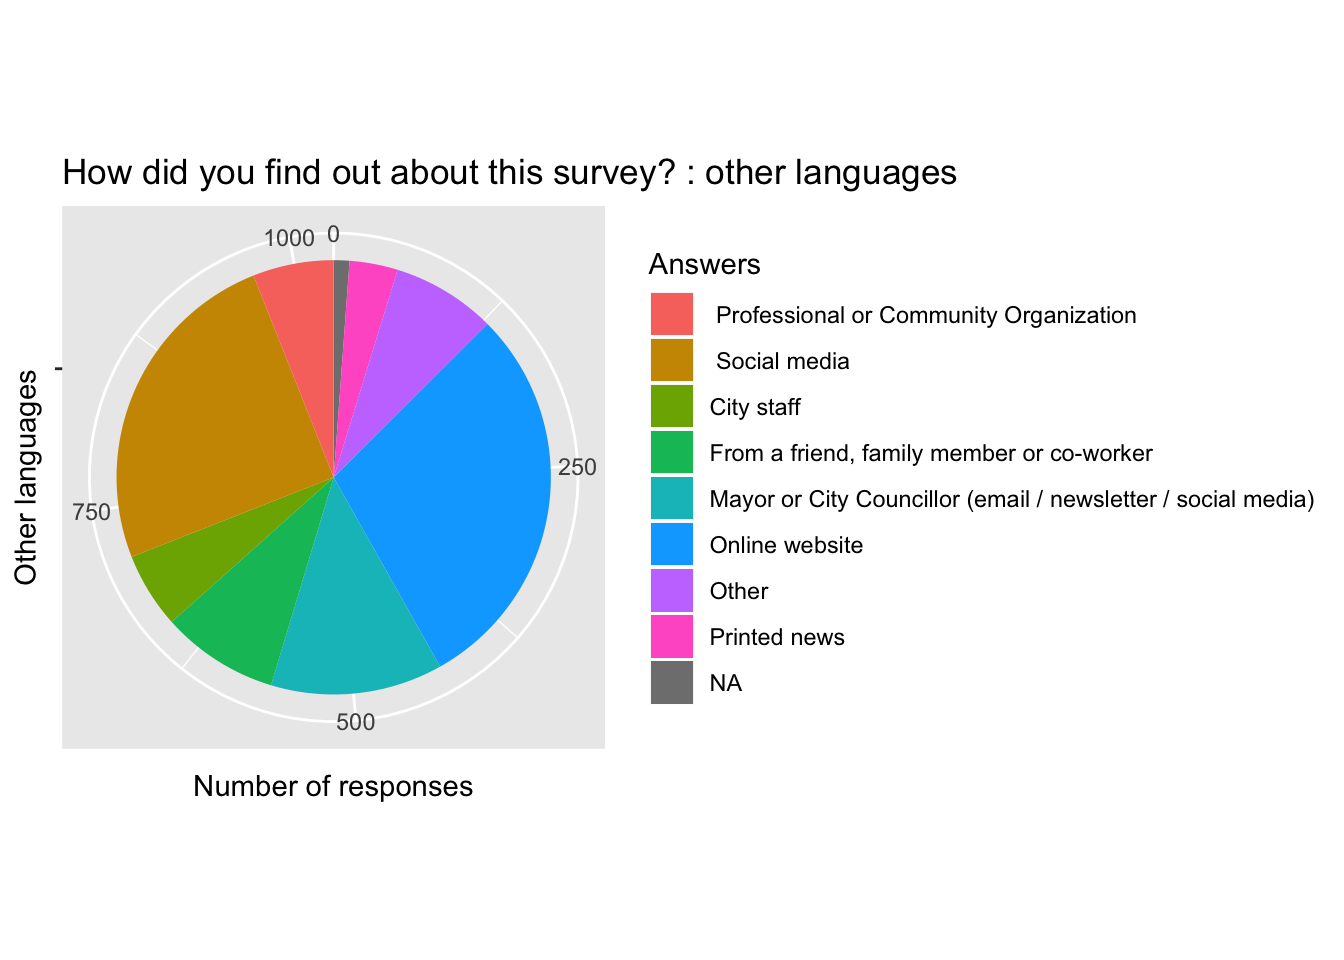 How did you find out about this survey? : other languages
1000
0
250
500
750
Other languages
Number of responses
Answers
Professional or Community Organization
Social media
City staff
From a friend, family member or co-worker
Mayor or City Councillor (email / newsletter / social media)
Online website
Other
Printed news
NA